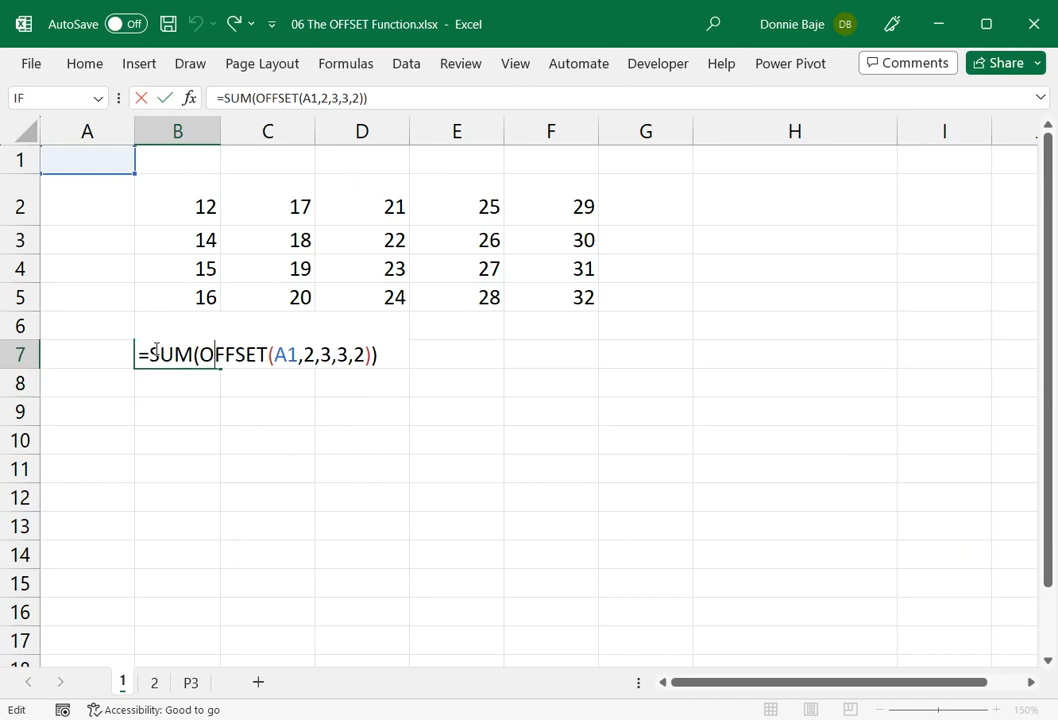 AutoSave Off 06 The OFFSET Function.xlsx - Excel Donnie Baje DB
File Home Insert Draw Page Layout Formulas Data Review View Automate Developer Help Power Pivot Comments Share
IF fx =SUM(OFFSET(A1,2,3,3,2))
A B C D E F G H I
1
2 12 17 21 25 29
3 14 18 22 26 30
4 15 19 23 27 31
5 16 20 24 28 32
6
7 =SUM(OFFSET(A1,2,3,3,2))
8
9
10
11
12
13
14
15
16
17
1 2 P3
Edit Accessibility: Good to go 150%